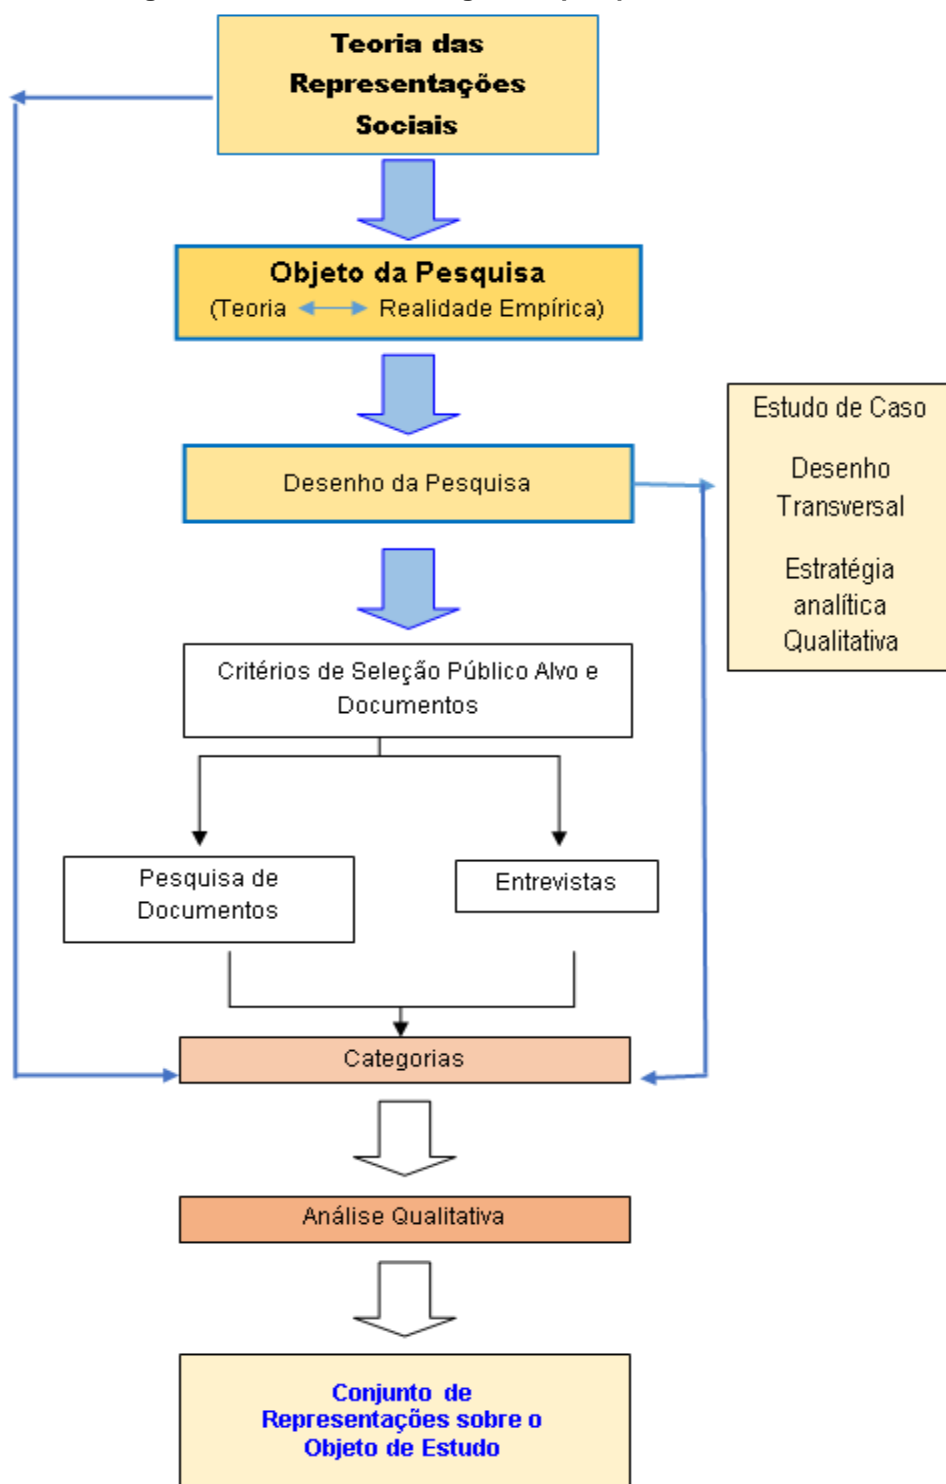 Teoria das
Representações
Sociais
Objeto da Pesquisa
(Teoria Realidade Empírica)
Desenho da Pesquisa
Estudo de Caso
Desenho
Transversal
Estratégia
analítica
Qualitativa
Critérios de Seleção Público Alvo e
Documentos
Pesquisa de
Documentos
Entrevistas
Categorias
Análise Qualitativa
Conjunto de
Representações sobre o
Objeto de Estudo